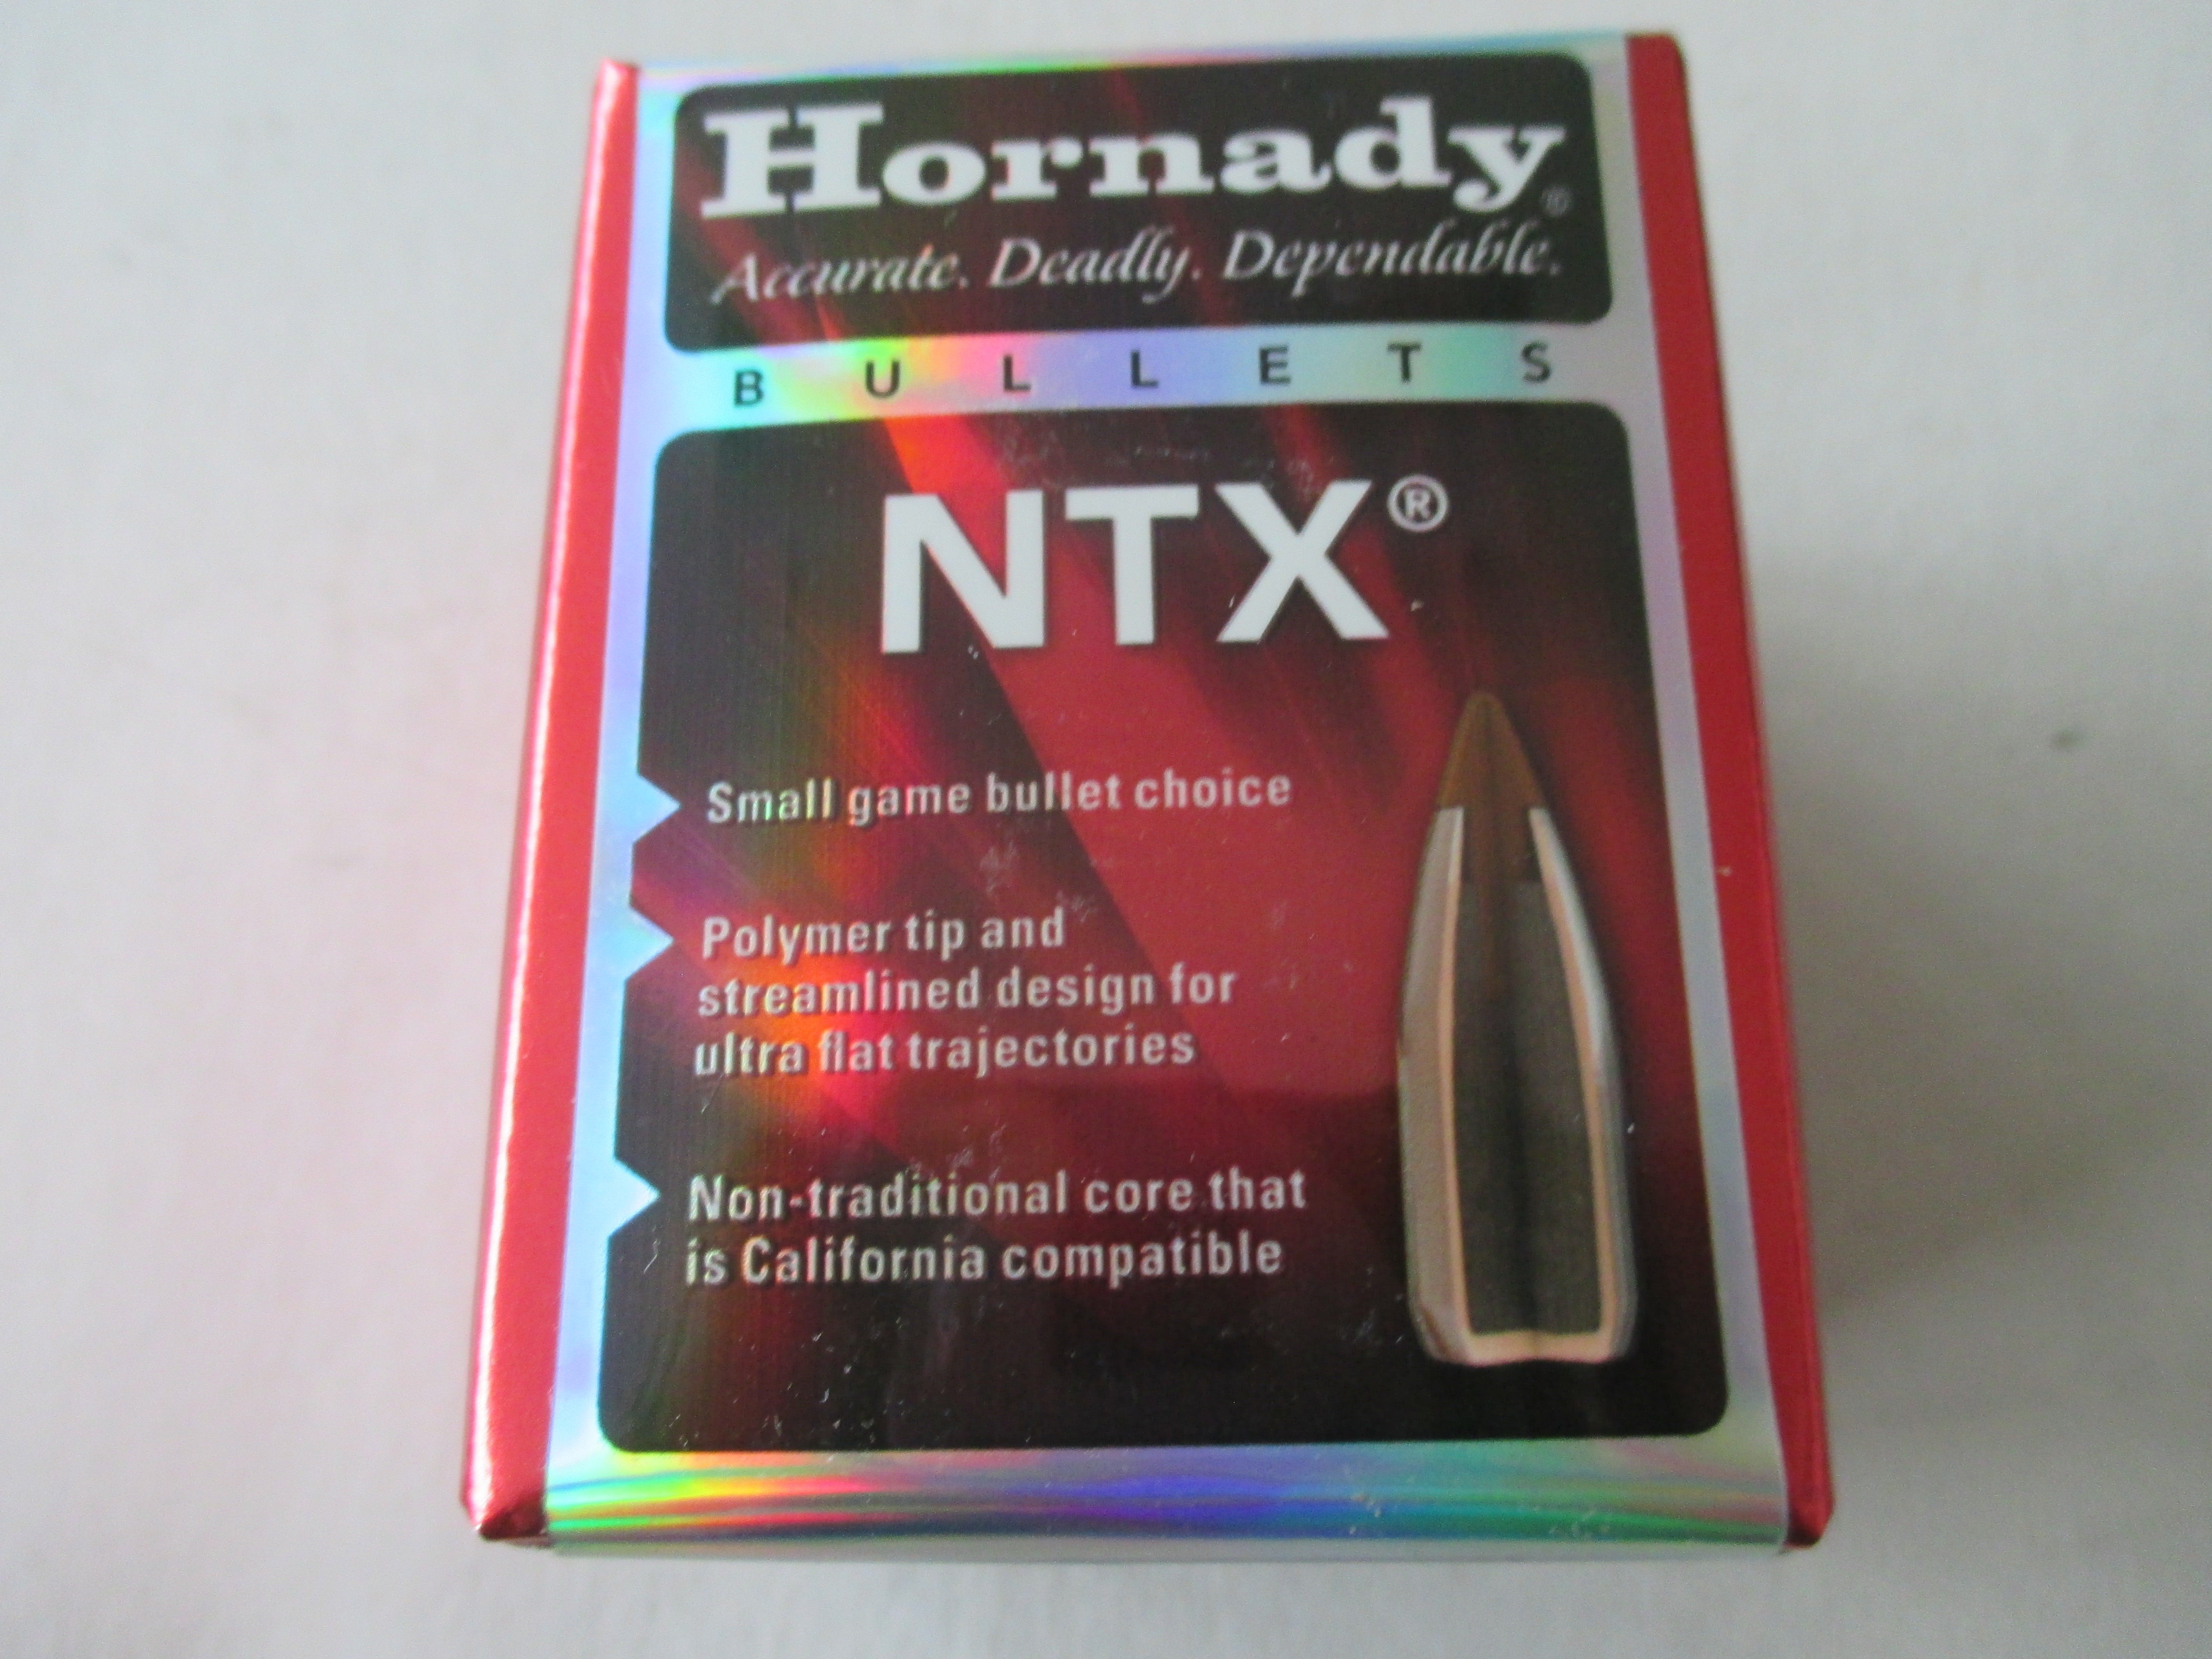 Hornady®
Accurate. Deadly. Dependable.
BULLETS
NTX®
Small game bullet choice
Polymer tip and
streamlined design for
ultra flat trajectories
Non-traditional core that
is California compatible